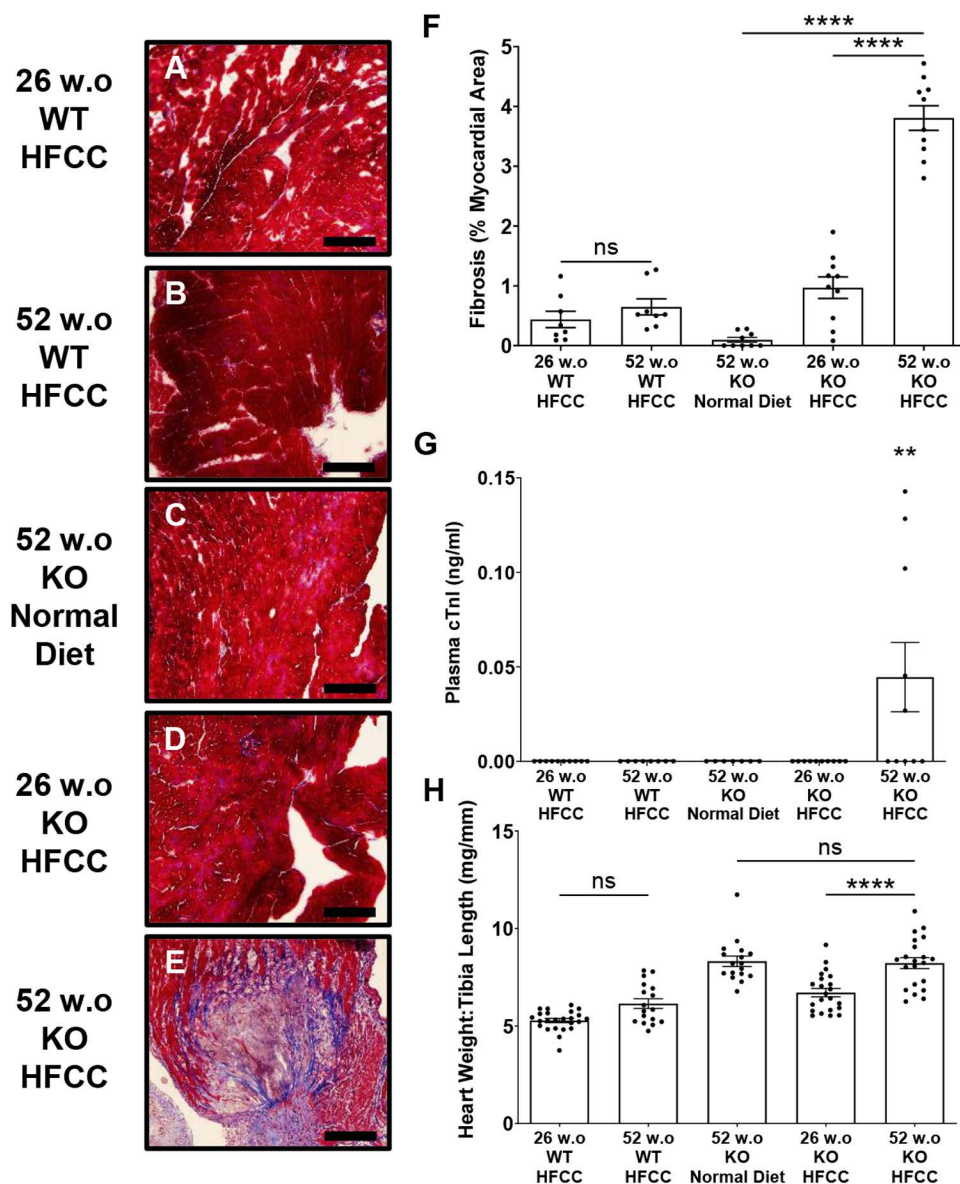 26 w.o
WT
HFCC
A
52 w.o
WT
HFCC
B
52 w.o
KO
Normal
Diet
C
26 w.o
KO
HFCC
D
52 w.o
KO
HFCC
E
F
****
****
ns
Fibrosis (% Myocardial Area)
5
4
3
2
1
0
26 w.o 52 w.o 52 w.o 26 w.o 52 w.o
WT WT KO KO KO
HFCC HFCC Normal Diet HFCC HFCC
G
**
Plasma cTnI (ng/ml)
0.15
0.10
0.05
0.00
26 w.o 52 w.o 52 w.o 26 w.o 52 w.o
WT WT KO KO KO
HFCC HFCC Normal Diet HFCC HFCC
H
ns
ns
****
Heart Weight:Tibia Length (mg/mm)
15
10
5
0
26 w.o 52 w.o 52 w.o 26 w.o 52 w.o
WT WT KO KO KO
HFCC HFCC Normal Diet HFCC HFCC